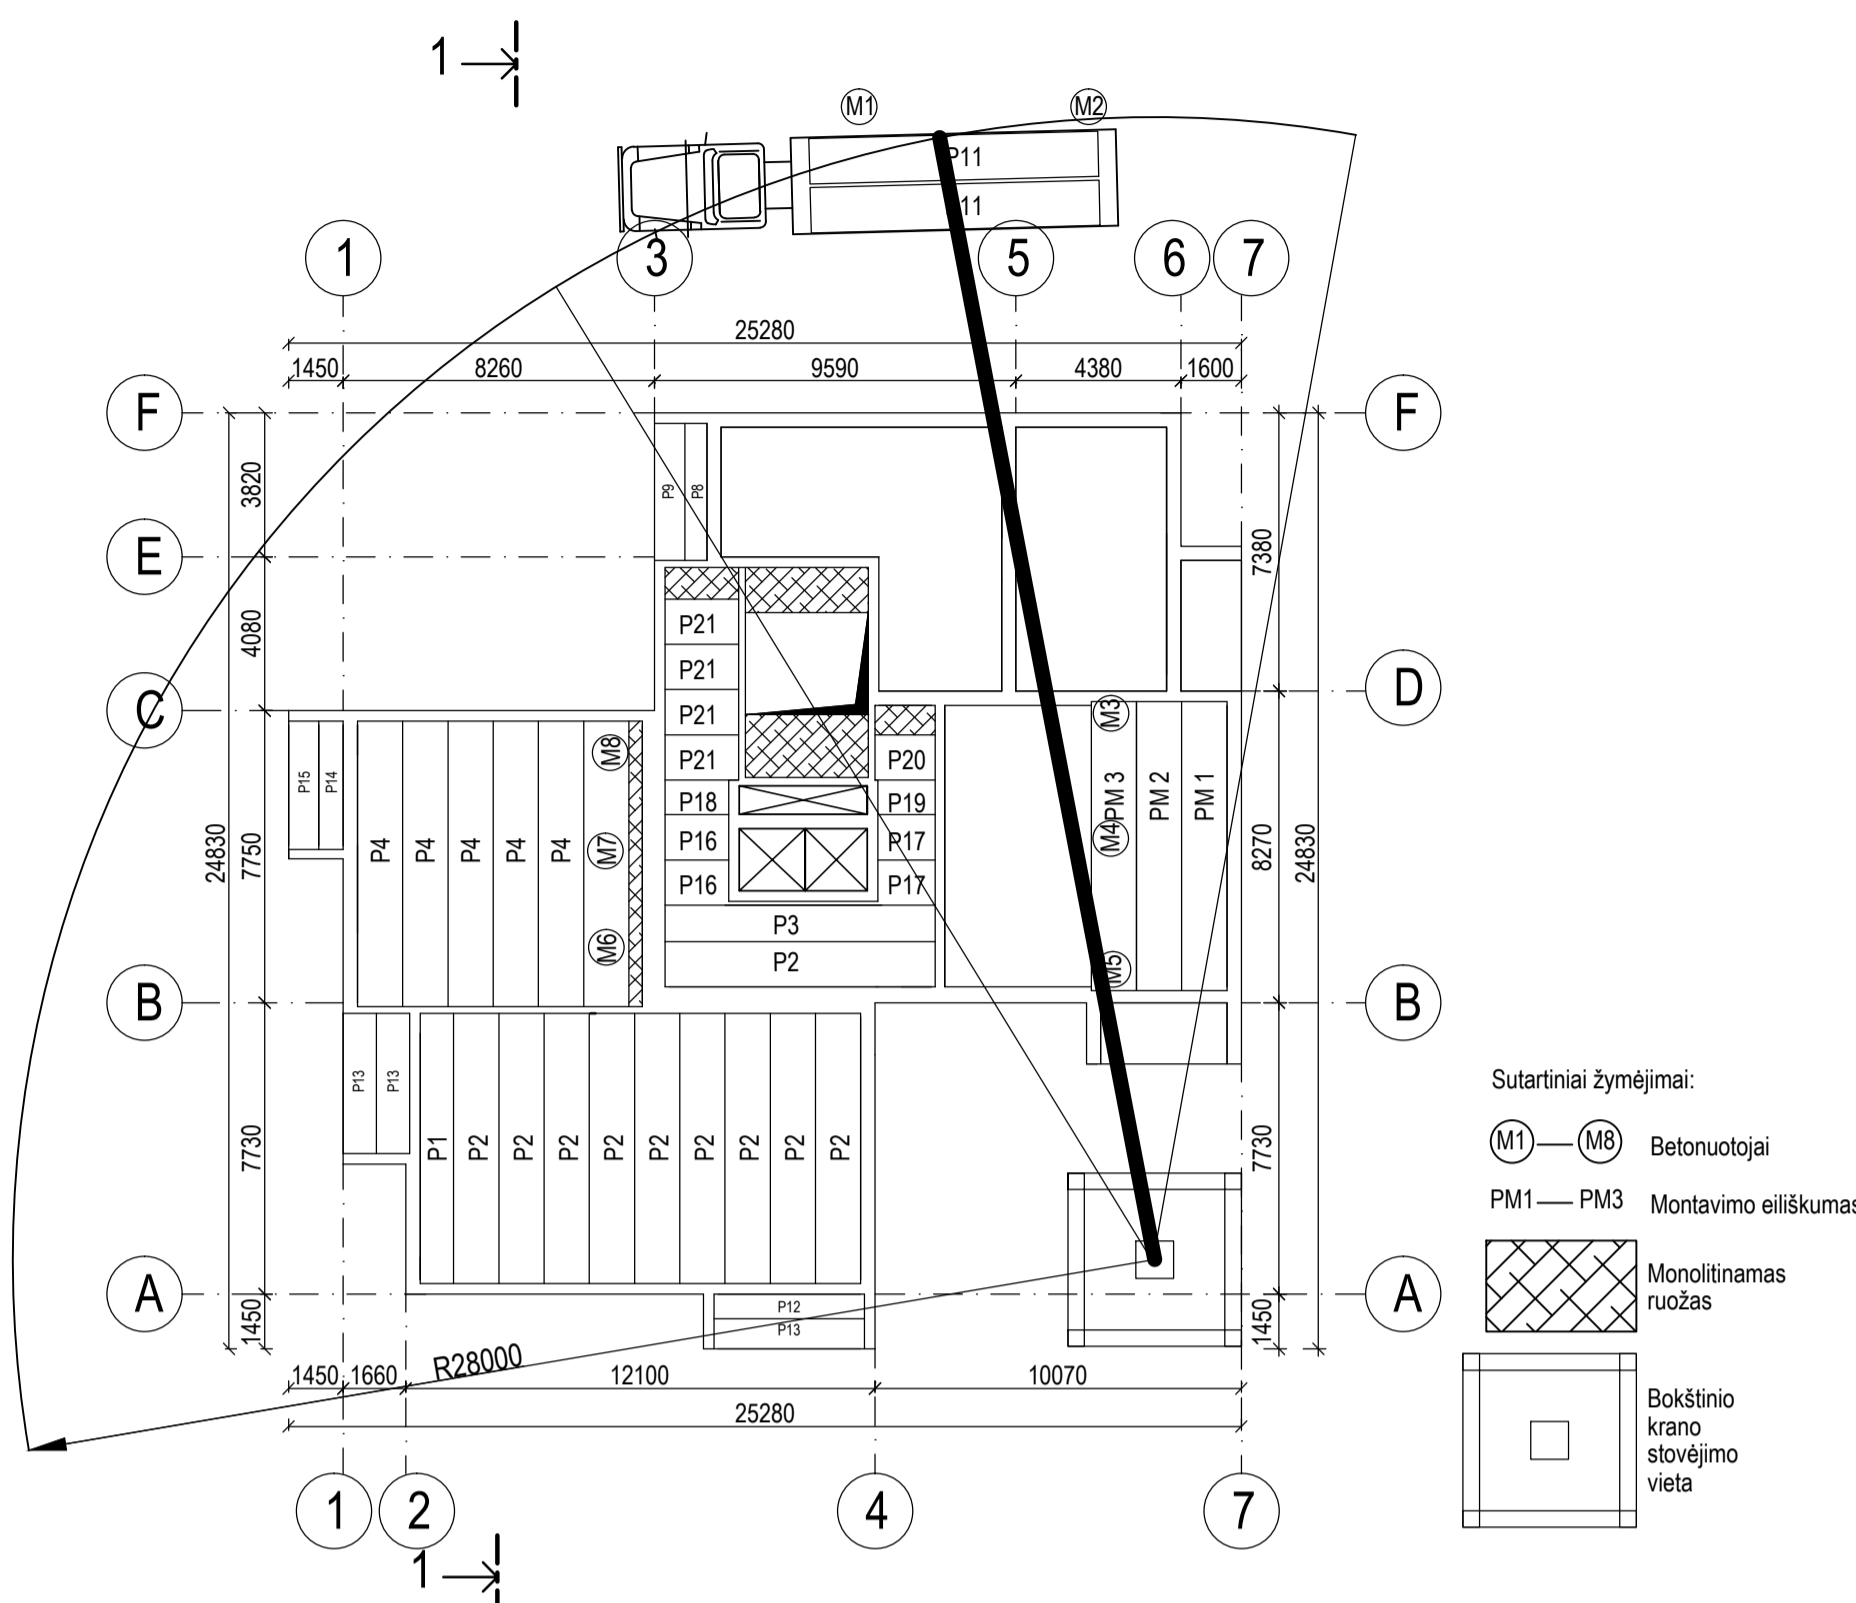 1
M1
M2
P11
11
1
3
5
6
7
25280
1450
8260
9590
4380
1600
F
F
3820
P9
P8
7380
E
4080
P21
P21
P21
P21
P18
P16
P16
P20
P19
P17
P17
P3
P2
C
D
M3
M4
M5
PM 3
PM 2
PM 1
P15
P14
P4
P4
P4
P4
P4
M8
M7
M6
24830
7750
8270
24830
B
B
P13
P13
P1
P2
P2
P2
P2
P2
P2
P2
P2
P2
7730
7730
A
A
P12
P13
1450
1450
R28000
1450
1660
12100
10070
25280
1
2
4
7
1
Sutartiniai žymėjimai:
M1 — M8 Betonuotojai
PM1 — PM3 Montavimo eiliškumas
Monolitinamas
ruožas
Bokštinio
krano
stovėjimo
vieta